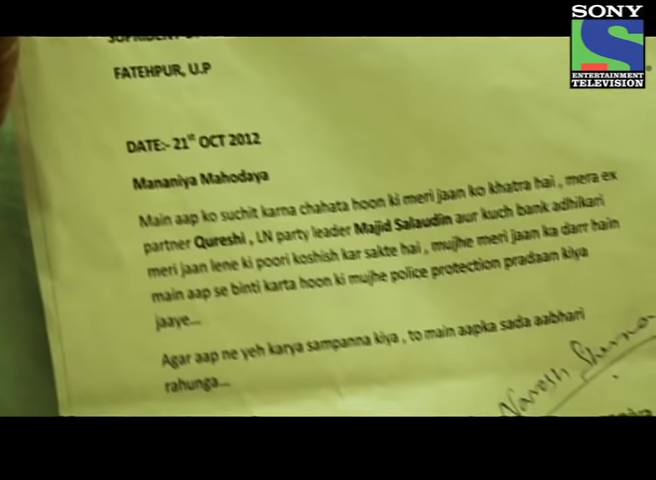 SONY
ENTERTAINMENT
TELEVISION
FATEHPUR, U.P
DATE:- 21st OCT 2012
Mananiya Mahodaya
Main aap ko suchit karna chahata hoon ki meri jaan ko khatra hai , mera ex
partner Qureshi , LN party leader Majid Salaudin aur kuch bank adhikari
meri jaan lene ki poori koshish kar sakte hai , mujhe meri jaan ka darr hain
main aap se binti karta hoon ki mujhe police protection pradaan kiya
jaaye...
Agar aap ne yeh karya sampanna kiya , to main aapka sada aabhari
rahunga...
Naresh Sharma